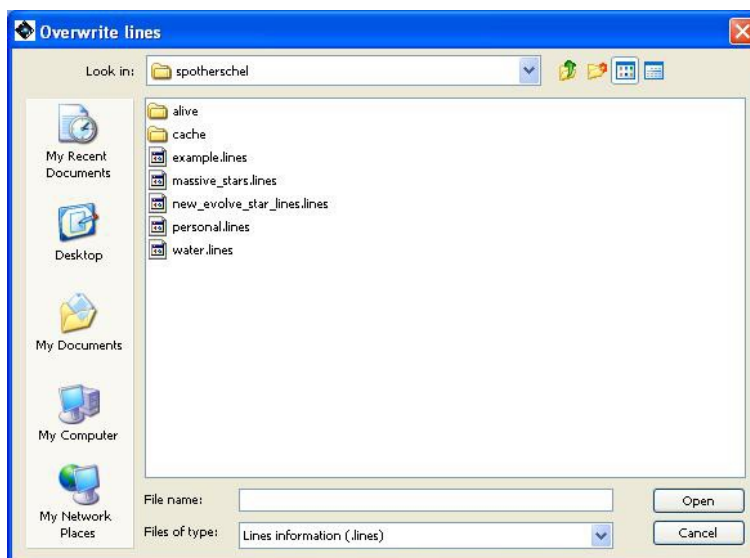 Overwrite lines
Look in:
spotherschel
My Recent
Documents
Desktop
My Documents
My Computer
My Network
Places
alive
cache
example.lines
massive_stars.lines
new_evolve_star_lines.lines
personal.lines
water.lines
File name:
Open
Files of type:
Lines information (.lines)
Cancel